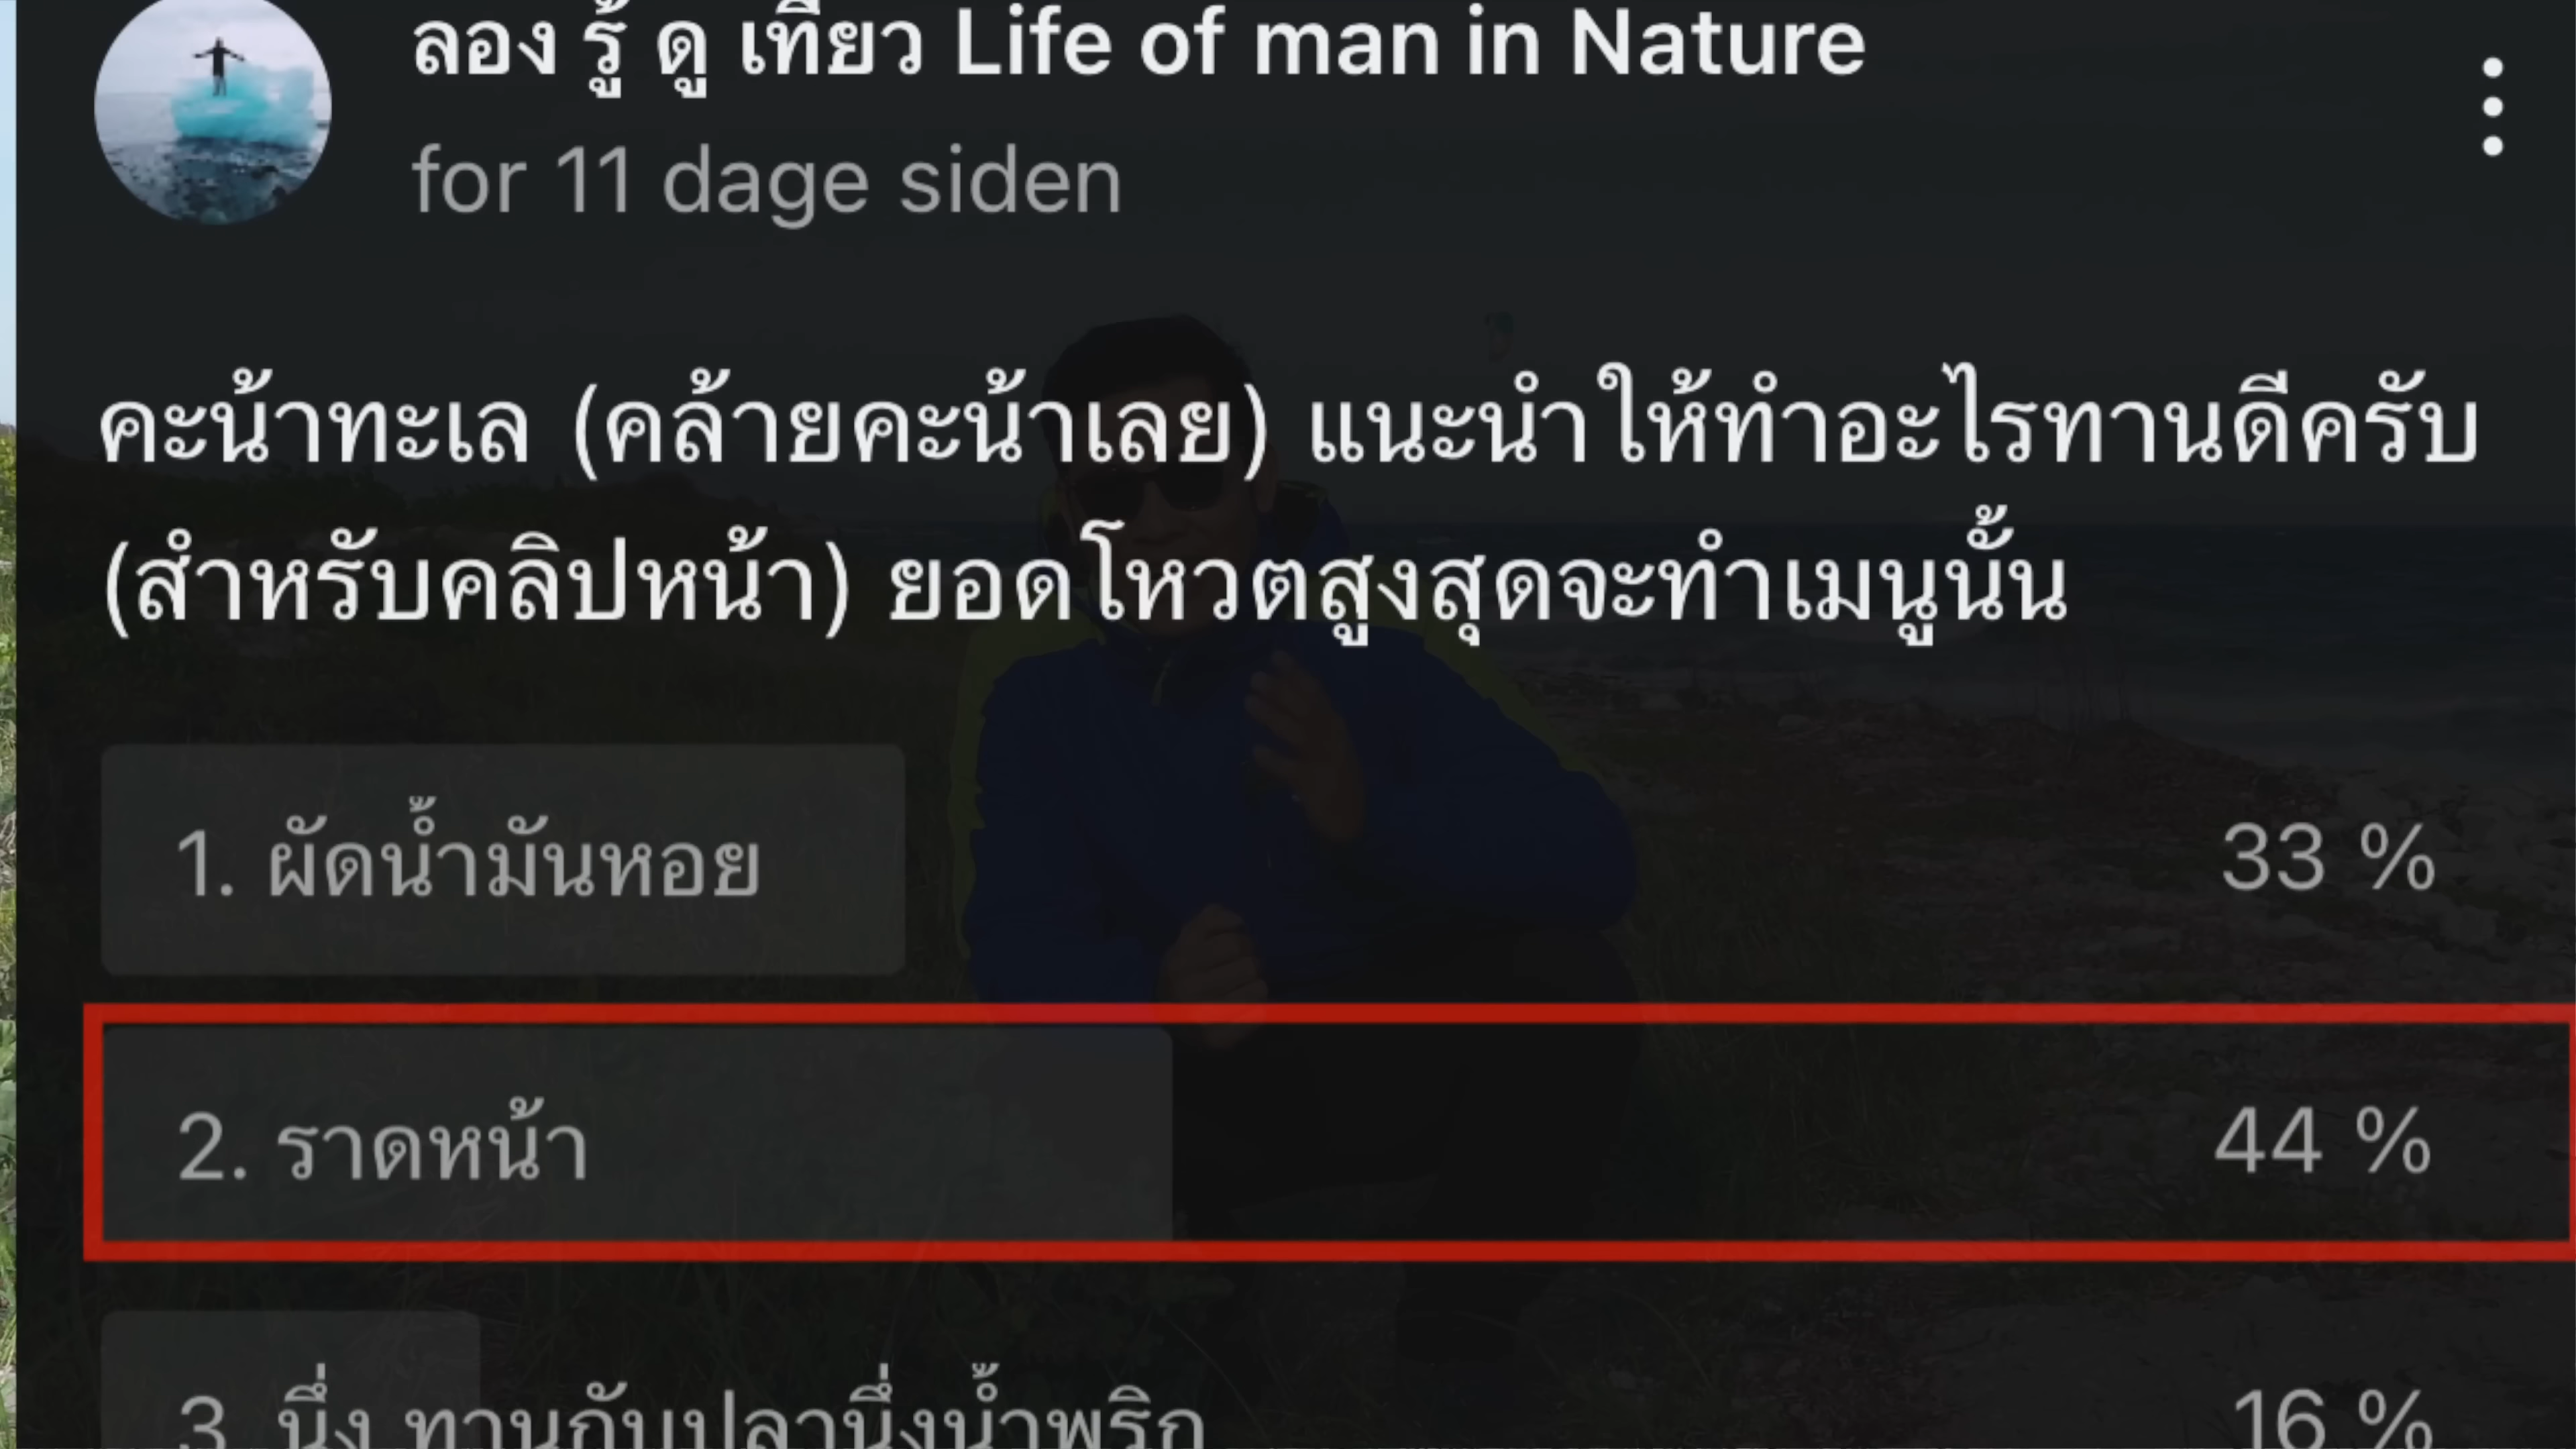 ลอง รู้ ดู เที่ยว Life of man in Nature
for 11 dage siden
คะน้าทะเล (คล้ายคะน้าเลย) แนะนำให้ทำอะไรทานดีครับ
(สำหรับคลิปหน้า) ยอดโหวตสูงสุดจะทำเมนูนั้น
1. ผัดน้ำมันหอย 33 %
2. ราดหน้า 44 %
3. นึ่ง ทานกับปลานึ่งน้ำพริก 16 %